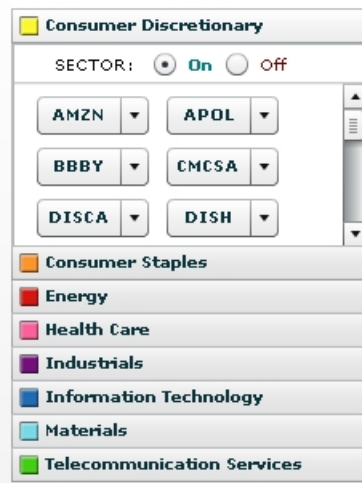 Consumer Discretionary
SECTOR: On Off
AMZN APOL
BBBY CMCSA
DISCA DISH
Consumer Staples
Energy
Health Care
Industrials
Information Technology
Materials
Telecommunication Services